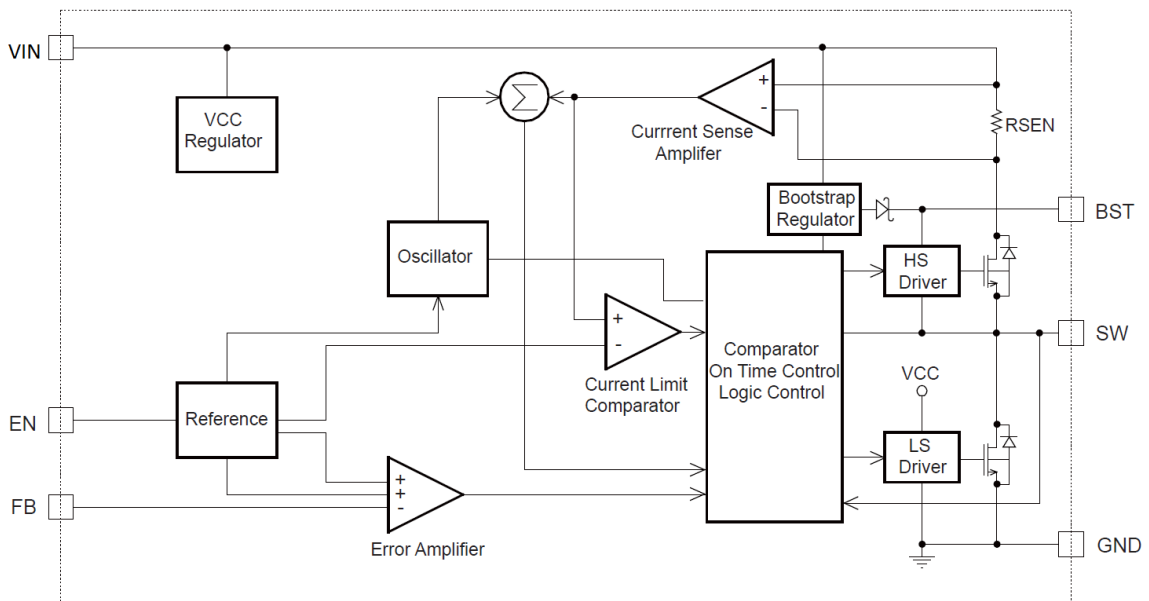 VIN
VCC
Regulator
Σ
+
-
Currrent Sense
Amplifer
RSEN
Bootstrap
Regulator
BST
Oscillator
HS
Driver
+
-
Current Limit
Comparator
Comparator
On Time Control
Logic Control
SW
VCC
EN
Reference
LS
Driver
FB
+
+
-
Error Amplifier
GND